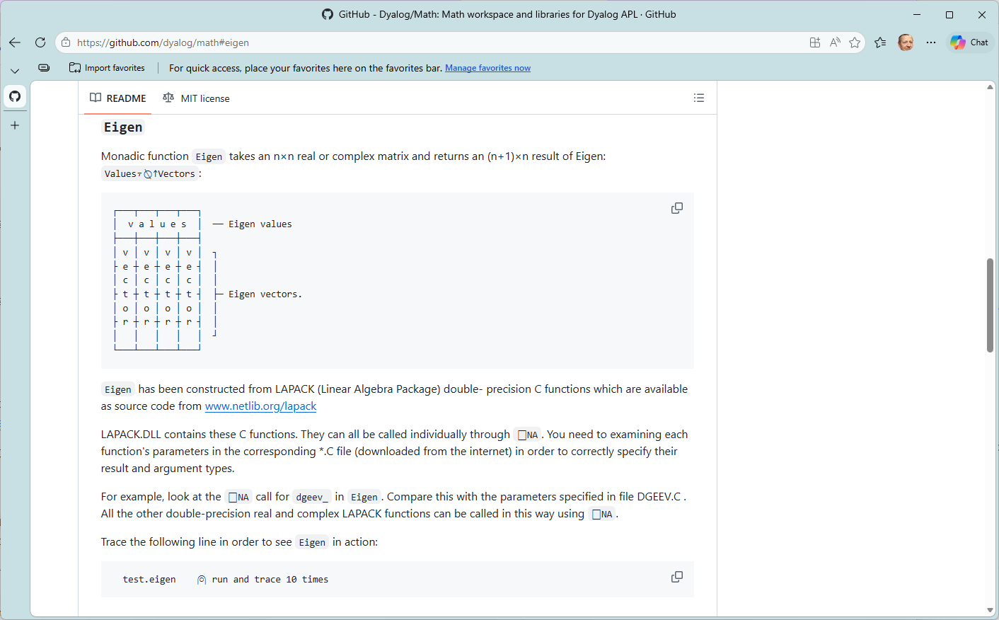 GitHub - Dyalog/Math: Math workspace and libraries for Dyalog APL · GitHub
https://github.com/dyalog/math#eigen
Chat
Import favorites
For quick access, place your favorites here on the favorites bar. Manage favorites now
README
MIT license
Eigen
Monadic function Eigen takes an n×n real or complex matrix and returns an (n+1)×n result of Eigen:
Values⍪⍉↑Vectors :
┌───┬───┬───┬───┐
│  v a l u e s  │  ── Eigen values
├───┼───┼───┼───┤
│ v │ v │ v │ v │  ┐
├ e ┼ e ┼ e ┼ e ┤  │
│ c │ c │ c │ c │  │
├ t ┼ t ┼ t ┼ t ┤  ├─ Eigen vectors.
│ o │ o │ o │ o │  │
├ r ┼ r ┼ r ┼ r ┤  │
│   │   │   │   │  ┘
└───┴───┴───┴───┘
Eigen has been constructed from LAPACK (Linear Algebra Package) double- precision C functions which are available
as source code from www.netlib.org/lapack
LAPACK.DLL contains these C functions. They can all be called individually through ⎕NA . You need to examining each
function's parameters in the corresponding *.C file (downloaded from the internet) in order to correctly specify their
result and argument types.
For example, look at the ⎕NA call for dgeev_ in Eigen . Compare this with the parameters specified in file DGEEV.C .
All the other double-precision real and complex LAPACK functions can be called in this way using ⎕NA .
Trace the following line in order to see Eigen in action:
test.eigen    ⍝ run and trace 10 times